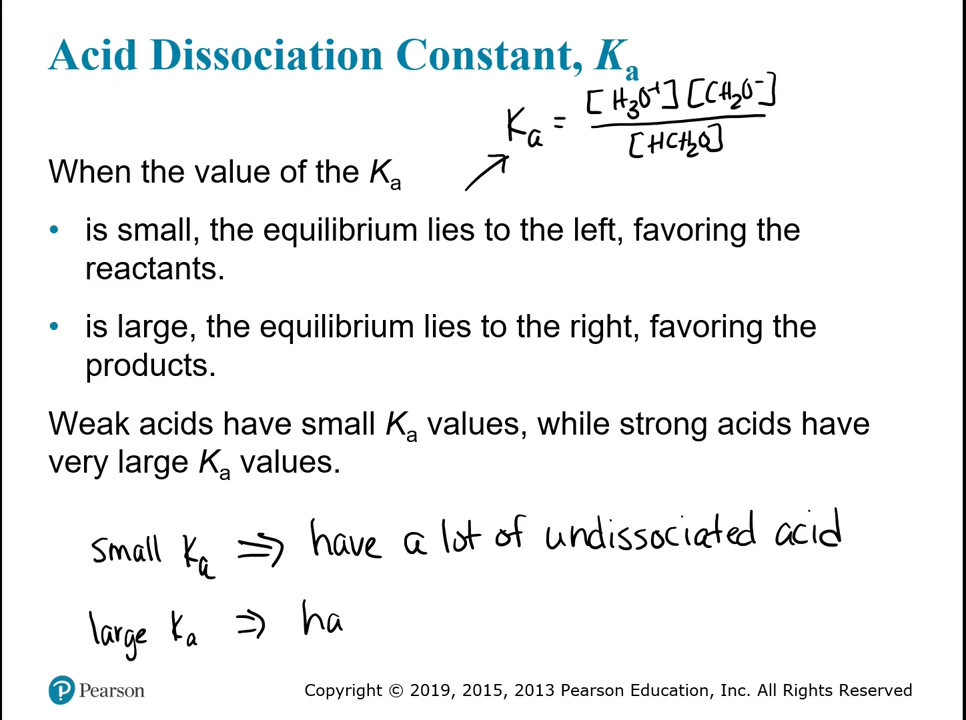 Acid Dissociation Constant, Kₐ
Kₐ = [H₃O⁺][CH₂O⁻]
[HCH₂O]
When the value of the Kₐ
• is small, the equilibrium lies to the left, favoring the
reactants.
• is large, the equilibrium lies to the right, favoring the
products.
Weak acids have small Kₐ values, while strong acids have
very large Kₐ values.
small Kₐ ⇒ have a lot of undissociated acid
large Kₐ ⇒ ha
Pearson
Copyright © 2019, 2015, 2013 Pearson Education, Inc. All Rights Reserved